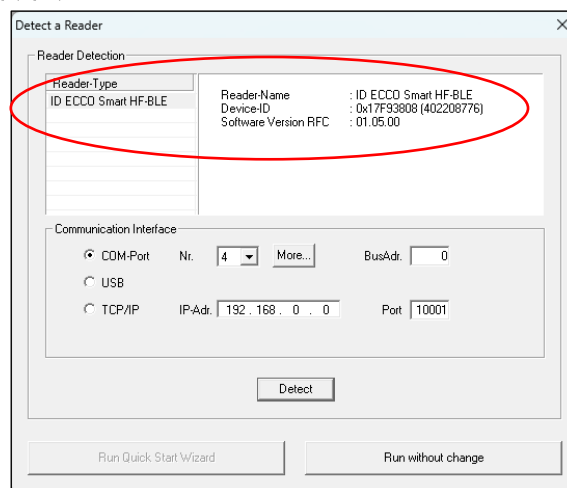 Detect a Reader
Reader Detection
Reader-Type
ID ECCO Smart HF-BLE
Reader-Name : ID ECCO Smart HF-BLE
Device-ID : 0x17F93808 (402208776)
Software Version RFC : 01.05.00
Communication Interface
COM-Port Nr. 4 More... BusAdr. 0
USB
TCP/IP IP-Adr. 192 . 168 . 0 . 0 Port 10001
Detect
Run Quick Start Wizard Run without change